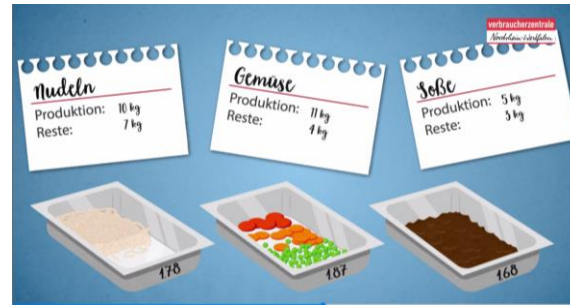 verbraucherzentrale
Nordrhein-Westfalen
Nudeln
Produktion: 10 kg
Reste: 7 kg
Gemüse
Produktion: 11 kg
Reste: 4 kg
Soße
Produktion: 5 kg
Reste: 3 kg
178
187
168